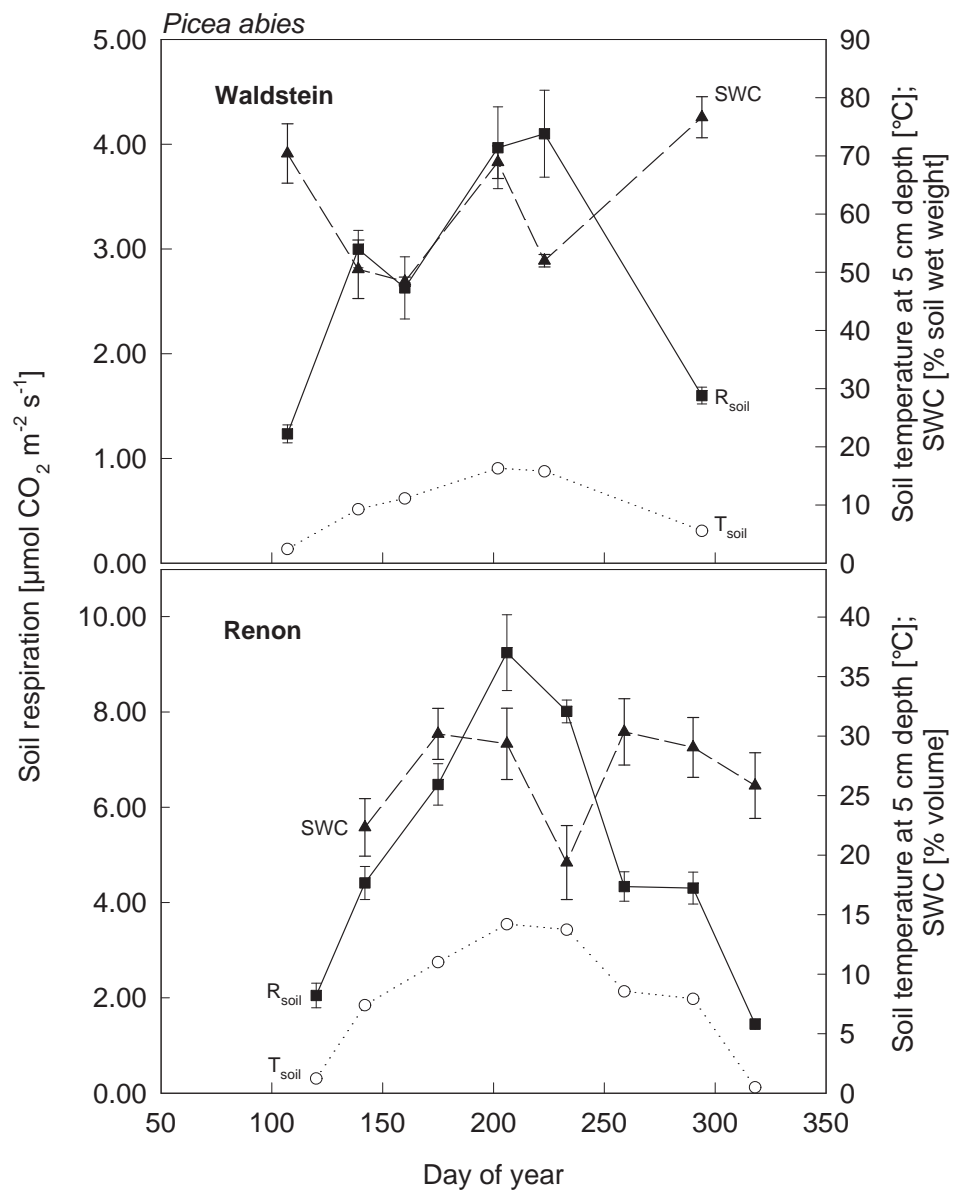 Picea abies
5.00
4.00
3.00
2.00
1.00
0.00
Waldstein
SWC
R_soil
T_soil
90
80
70
60
50
40
30
20
10
0
Soil temperature at 5 cm depth [°C];
SWC [% soil wet weight]
Soil respiration [µmol CO₂ m⁻² s⁻¹]
10.00
8.00
6.00
4.00
2.00
0.00
Renon
SWC
R_soil
T_soil
40
35
30
25
20
15
10
5
0
Soil temperature at 5 cm depth [°C];
SWC [% volume]
50 100 150 200 250 300 350
Day of year